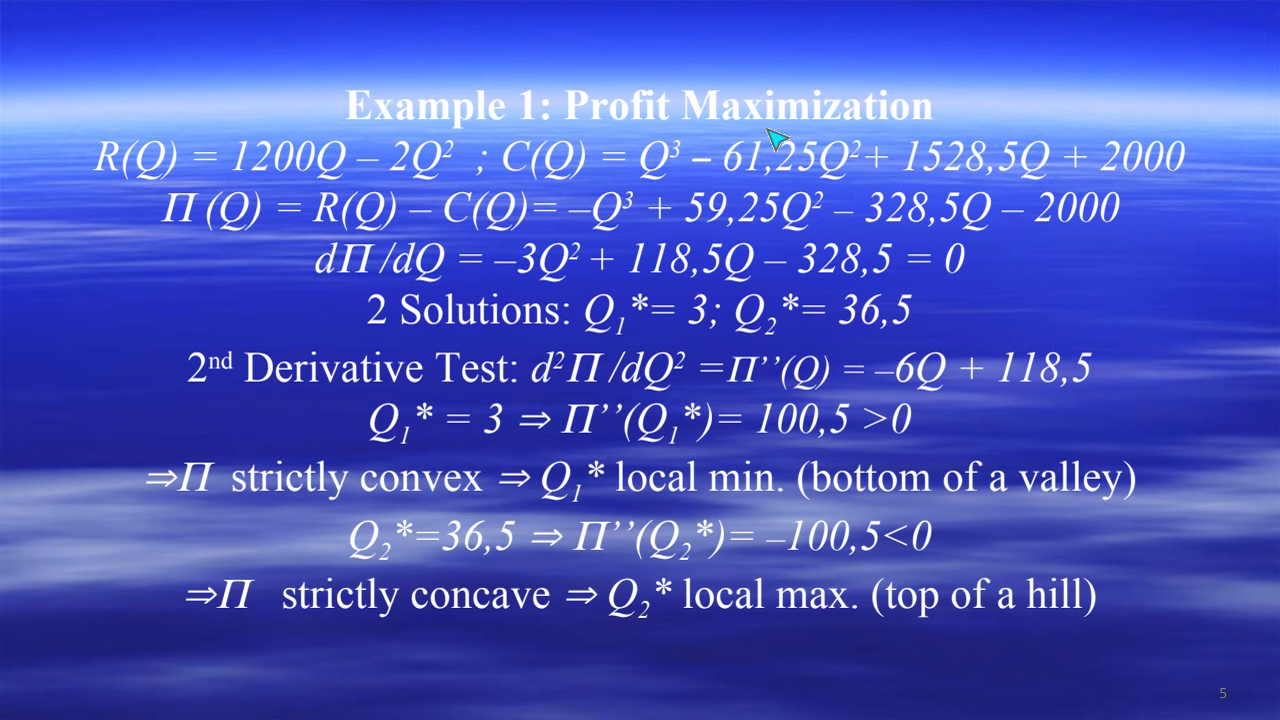 Example 1: Profit Maximization
R(Q) = 1200Q – 2Q² ; C(Q) = Q³ – 61,25Q² + 1528,5Q + 2000
Π (Q) = R(Q) – C(Q)= –Q³ + 59,25Q² – 328,5Q – 2000
dΠ /dQ = –3Q² + 118,5Q – 328,5 = 0
2 Solutions: Q₁*= 3; Q₂*= 36,5
2nd Derivative Test: d²Π /dQ² =Π’’(Q) = –6Q + 118,5
Q₁* = 3 ⇒ Π’’(Q₁*)= 100,5 >0
⇒Π strictly convex ⇒ Q₁* local min. (bottom of a valley)
Q₂*=36,5 ⇒ Π’’(Q₂*)= –100,5<0
⇒Π strictly concave ⇒ Q₂* local max. (top of a hill)
5